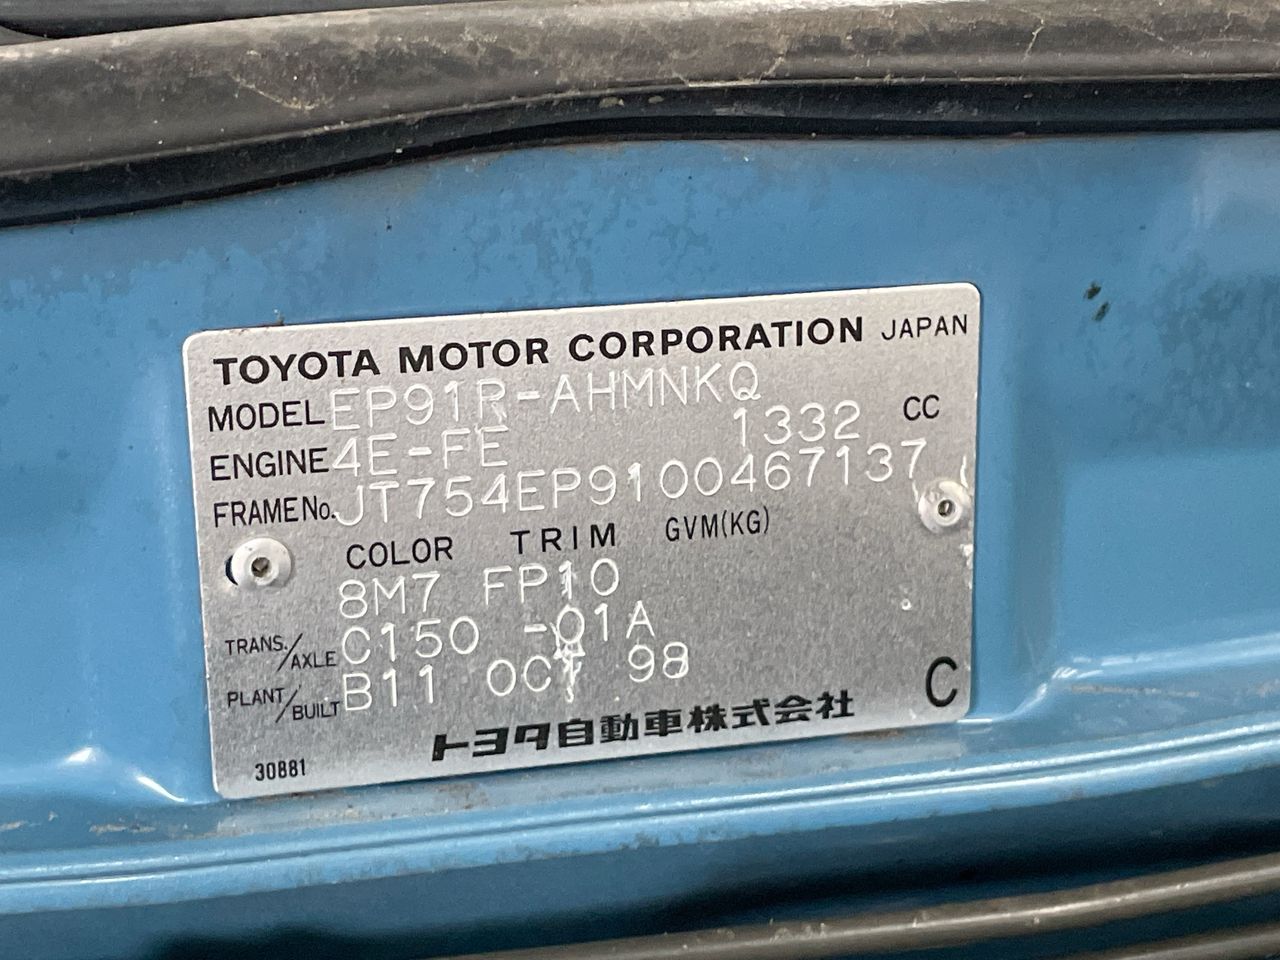 TOYOTA MOTOR CORPORATION JAPAN
MODEL EP91R-AHMNKQ
ENGINE 4E-FE 1332 CC
FRAME No. JT754EP9100467137
COLOR TRIM GVM(KG)
8M7 FP10
TRANS./AXLE C150 -01A
PLANT/BUILT B11 OCT 98
トヨタ自動車株式会社 C
30881